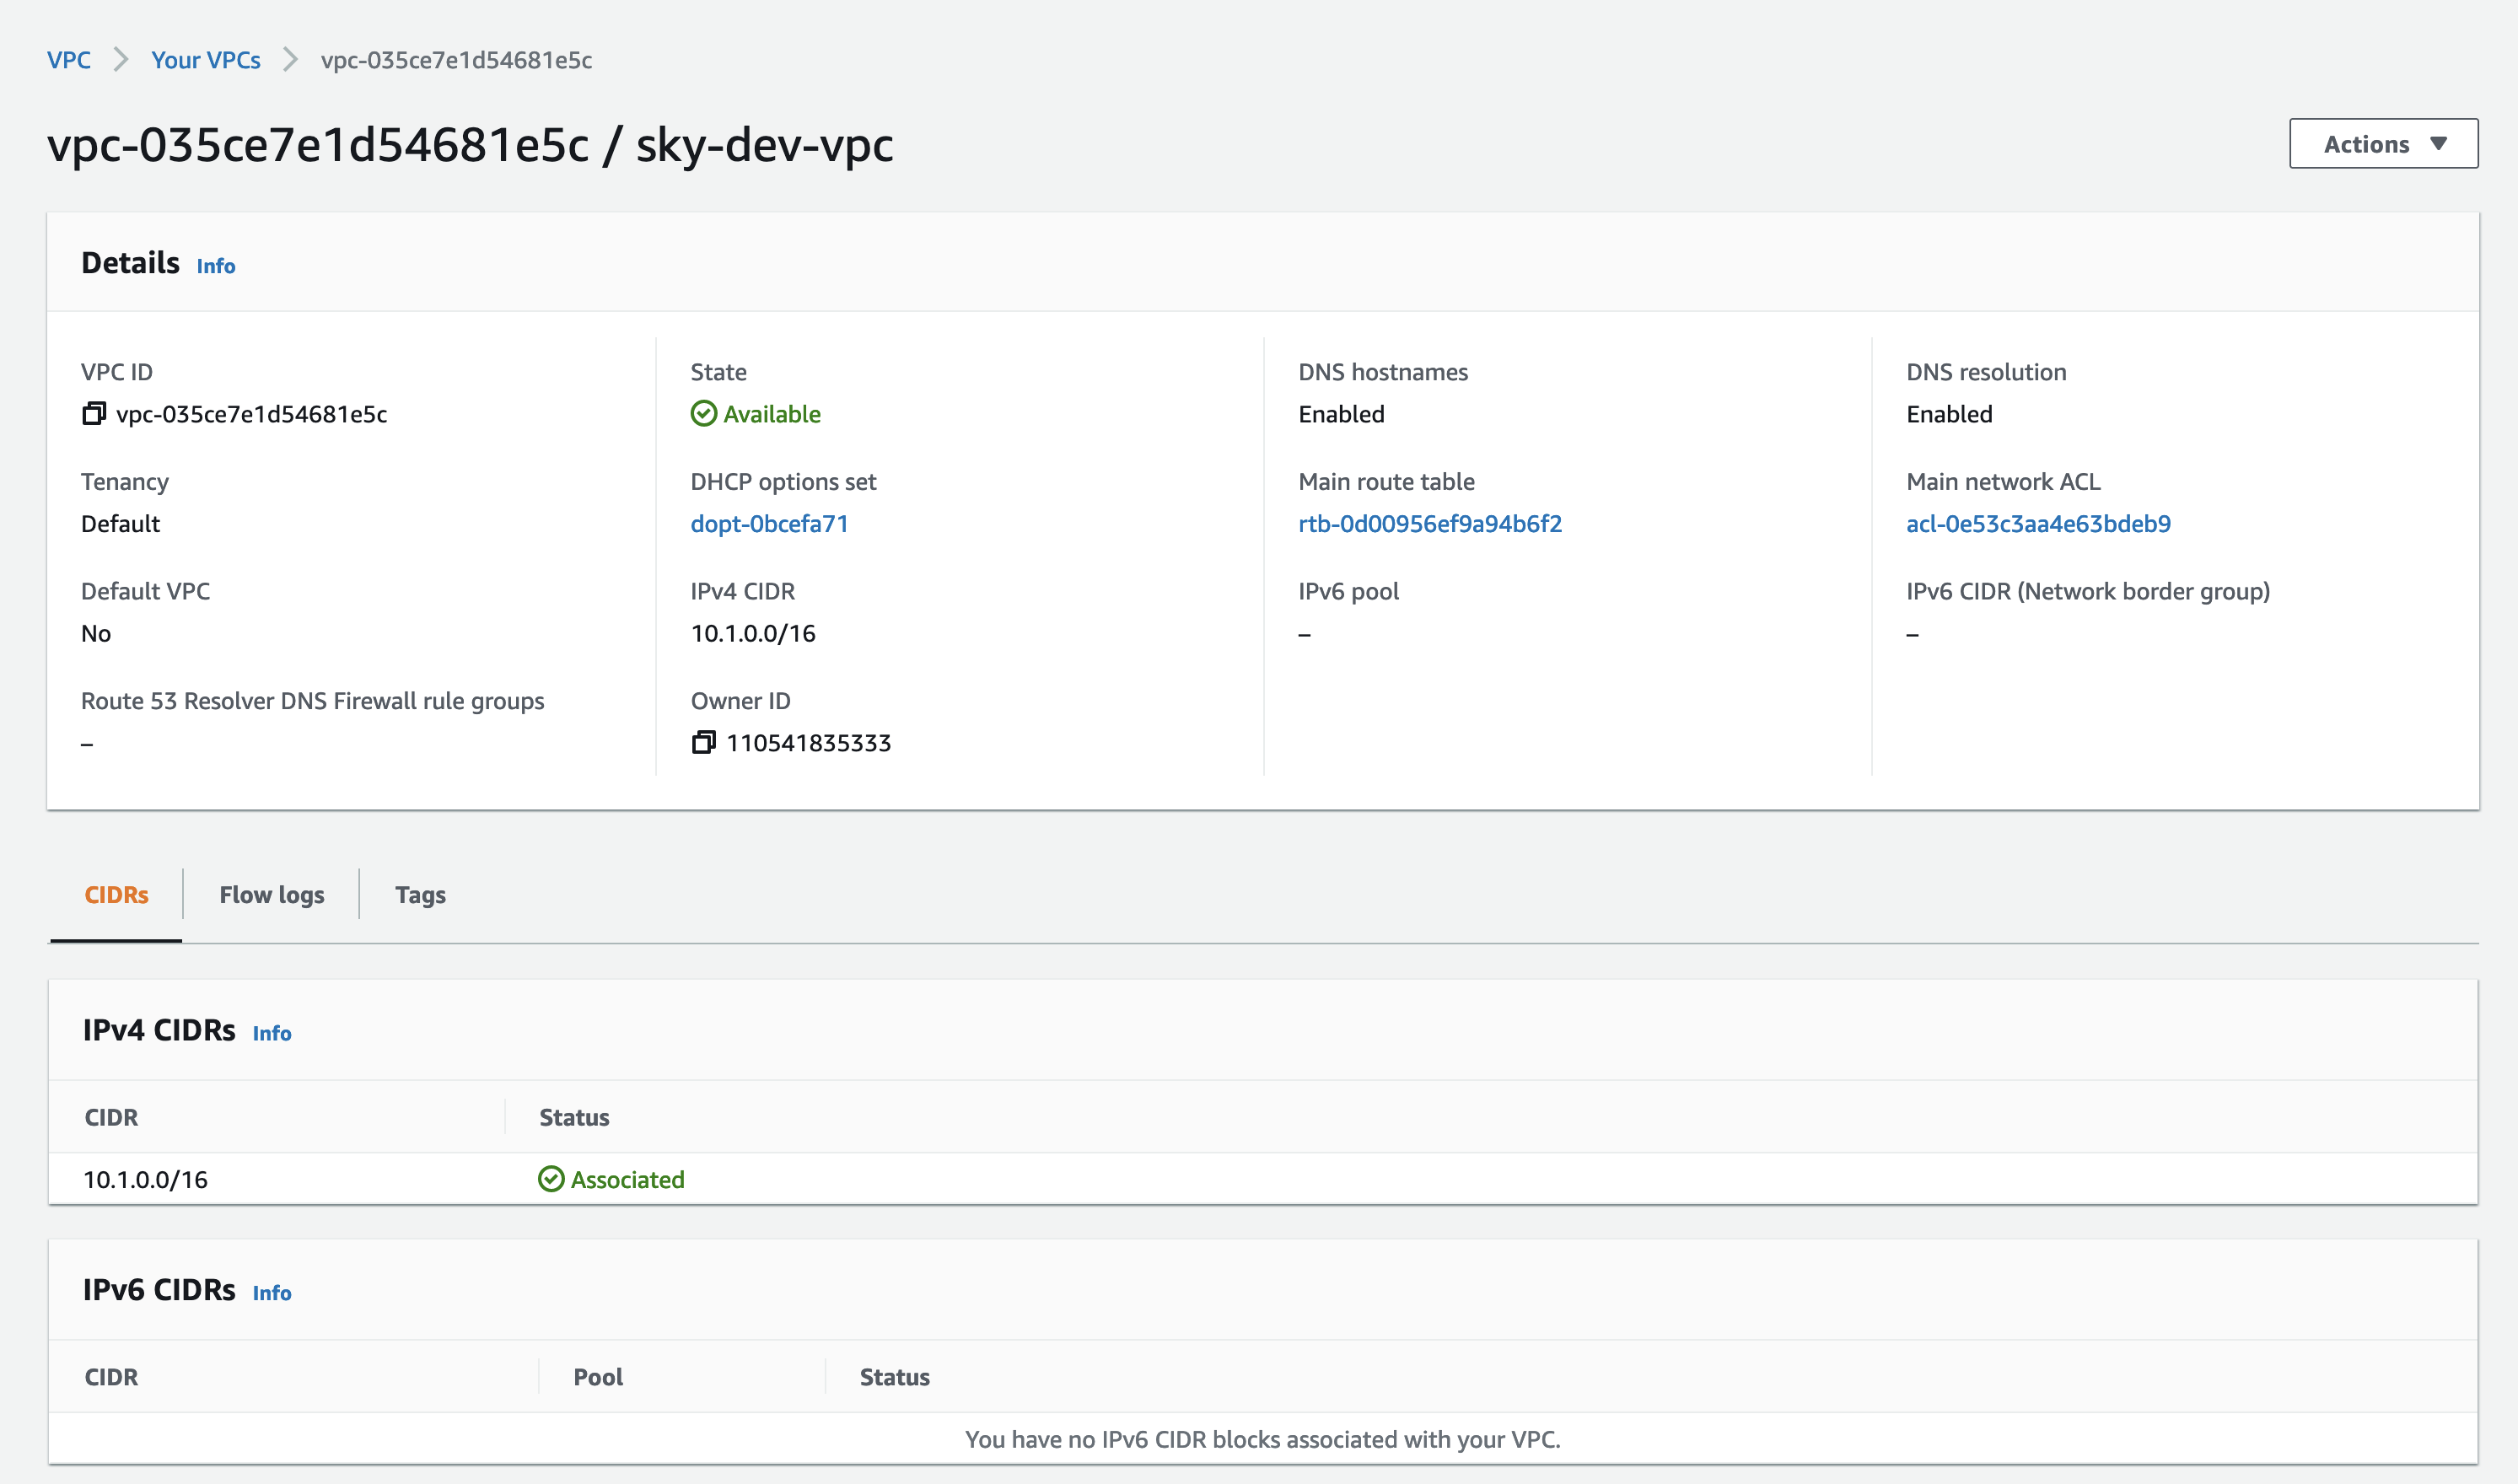 VPC > Your VPCs > vpc-035ce7e1d54681e5c
vpc-035ce7e1d54681e5c / sky-dev-vpc
Actions ▼
Details Info
VPC ID
vpc-035ce7e1d54681e5c
State
Available
DNS hostnames
Enabled
DNS resolution
Enabled
Tenancy
Default
DHCP options set
dopt-0bcefa71
Main route table
rtb-0d00956ef9a94b6f2
Main network ACL
acl-0e53c3aa4e63bdeb9
Default VPC
No
IPv4 CIDR
10.1.0.0/16
IPv6 pool
–
IPv6 CIDR (Network border group)
–
Route 53 Resolver DNS Firewall rule groups
–
Owner ID
110541835333
CIDRs Flow logs Tags
IPv4 CIDRs Info
CIDR Status
10.1.0.0/16 Associated
IPv6 CIDRs Info
CIDR Pool Status
You have no IPv6 CIDR blocks associated with your VPC.